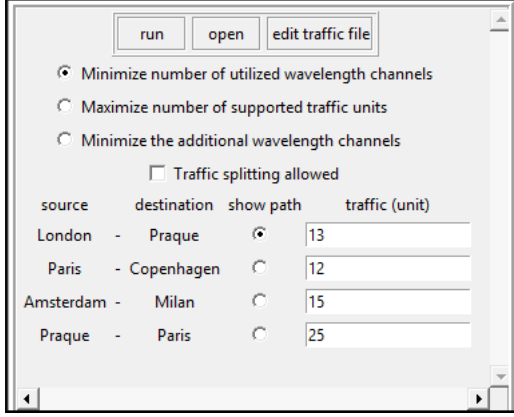 run open edit traffic file
Minimize number of utilized wavelength channels
Maximize number of supported traffic units
Minimize the additional wavelength channels
Traffic splitting allowed
source destination show path traffic (unit)
London - Praque 13
Paris - Copenhagen 12
Amsterdam - Milan 15
Praque - Paris 25